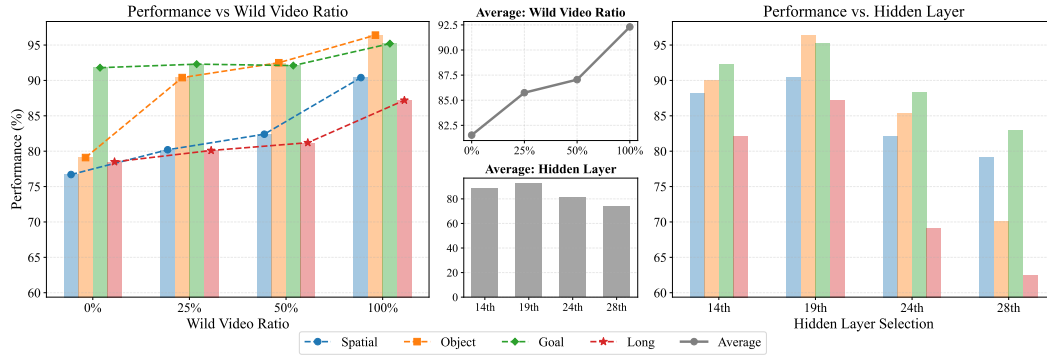 Performance vs Wild Video Ratio
Performance (%)
95
90
85
80
75
70
65
60
0%
25%
50%
100%
Wild Video Ratio
Average: Wild Video Ratio
92.5
90.0
87.5
85.0
82.5
0%
25%
50%
100%
Average: Hidden Layer
80
60
40
20
0
14th
19th
24th
28th
Performance vs. Hidden Layer
95
90
85
80
75
70
65
60
14th
19th
24th
28th
Hidden Layer Selection
Spatial
Object
Goal
Long
Average